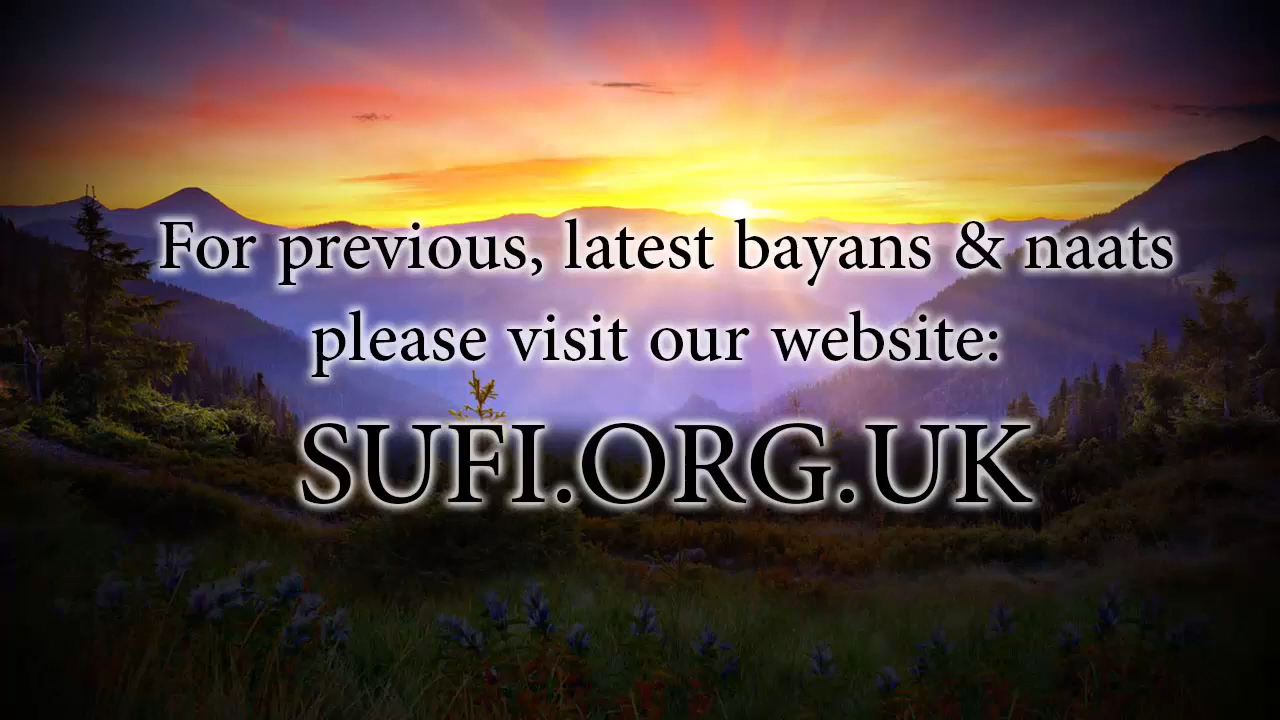 For previous, latest bayans & naats
please visit our website:
SUFI.ORG.UK